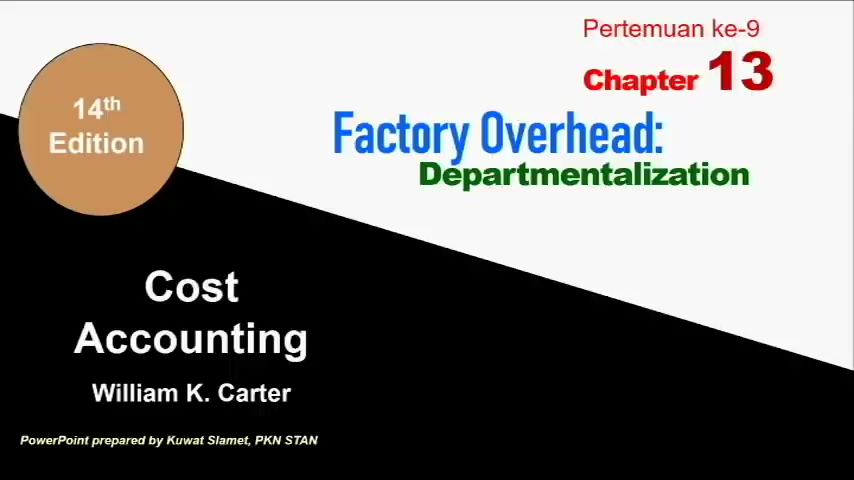 Pertemuan ke-9
Chapter 13
14th
Edition
Factory Overhead:
Departmentalization
Cost
Accounting
William K. Carter
PowerPoint prepared by Kuwat Slamet, PKN STAN